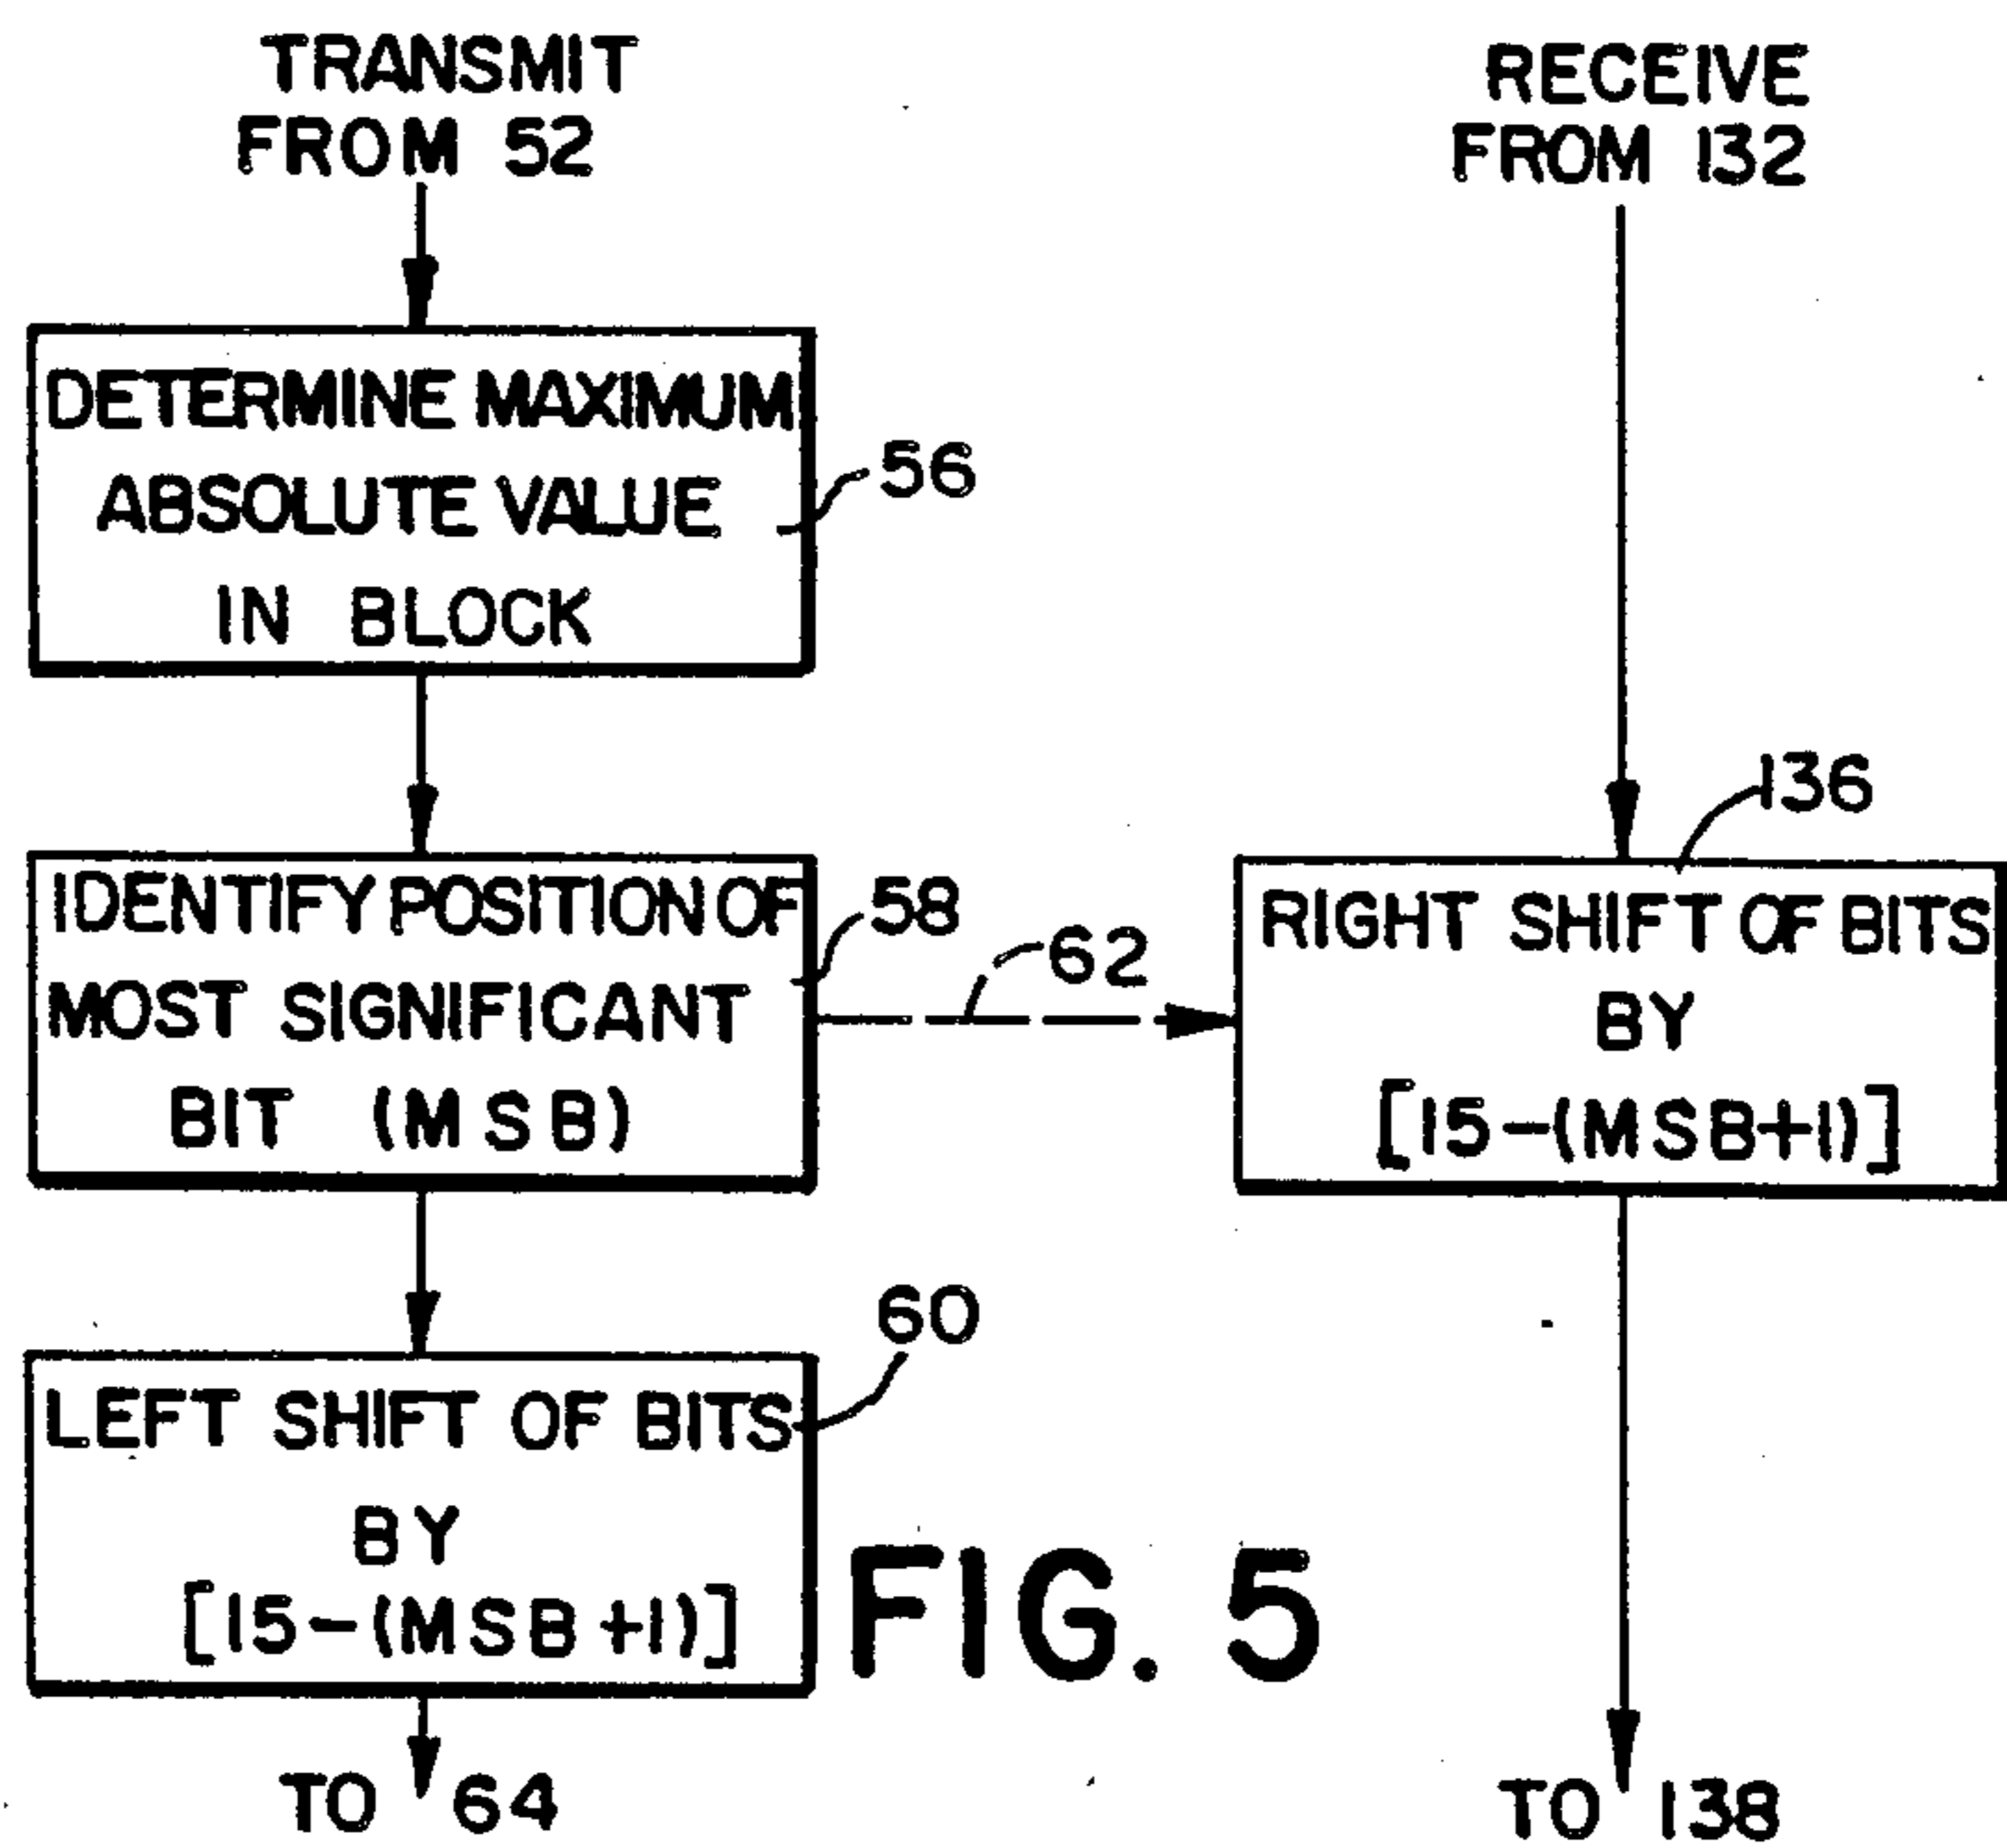 TRANSMIT
FROM 52
DETERMINE MAXIMUM
ABSOLUTE VALUE
IN BLOCK
56
IDENTIFY POSITION OF
MOST SIGNIFICANT
BIT (MSB)
58
62
LEFT SHIFT OF BITS
BY
[15-(MSB+1)]
60
TO 64
RECEIVE
FROM 132
136
RIGHT SHIFT OF BITS
BY
[15-(MSB+1)]
TO 138
FIG. 5